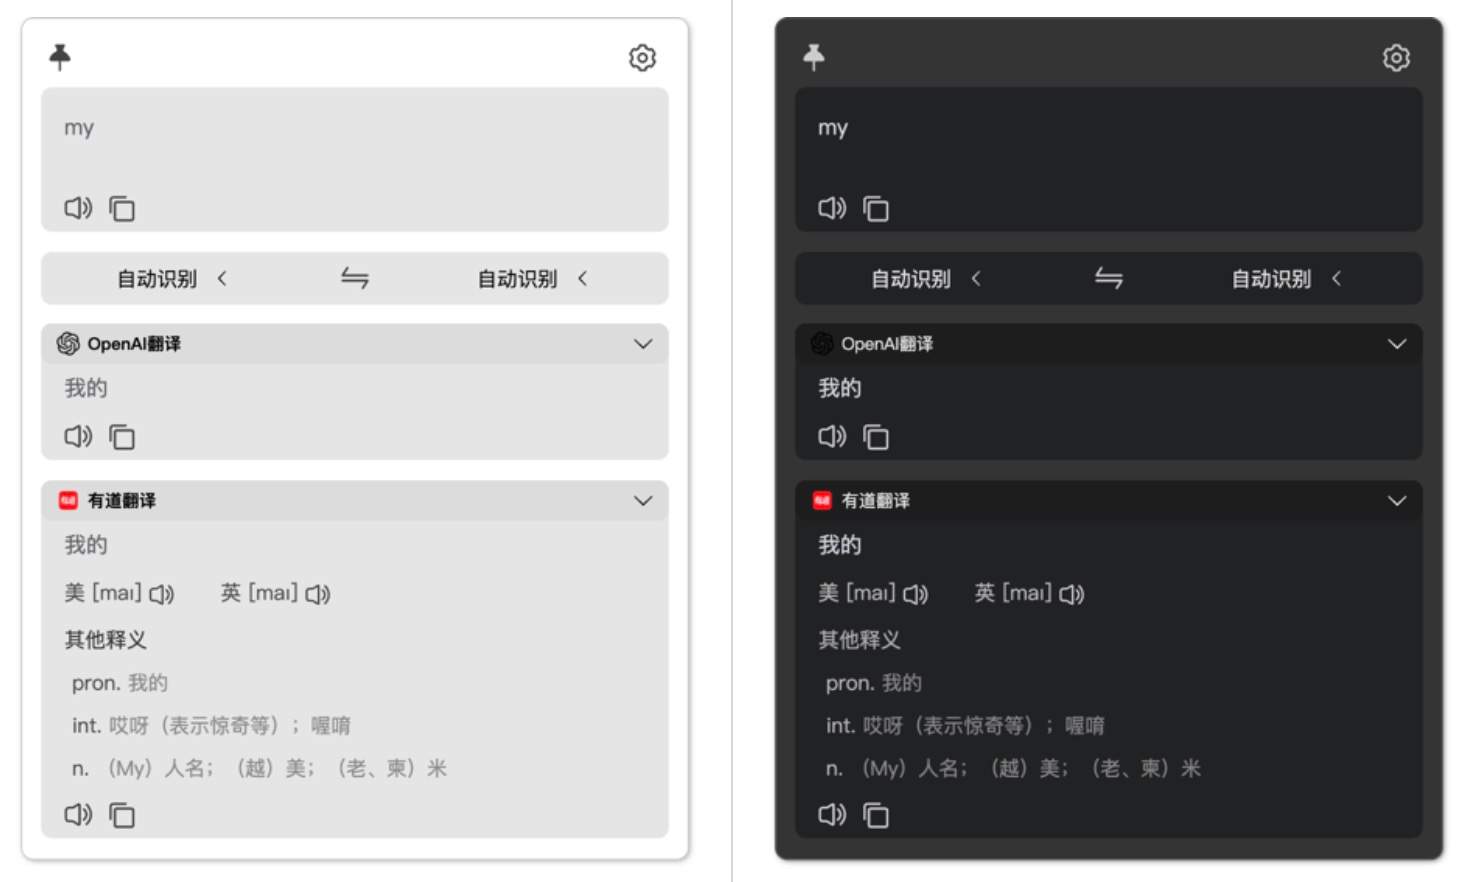 my
自动识别
自动识别
OpenAI翻译
我的
有道翻译
我的
美 [maɪ] 英 [maɪ]
其他释义
pron. 我的
int. 哎呀（表示惊奇等）；喔唷
n. （My）人名；（越）美；（老、柬）米
my
自动识别
自动识别
OpenAI翻译
我的
有道翻译
我的
美 [maɪ] 英 [maɪ]
其他释义
pron. 我的
int. 哎呀（表示惊奇等）；喔唷
n. （My）人名；（越）美；（老、柬）米